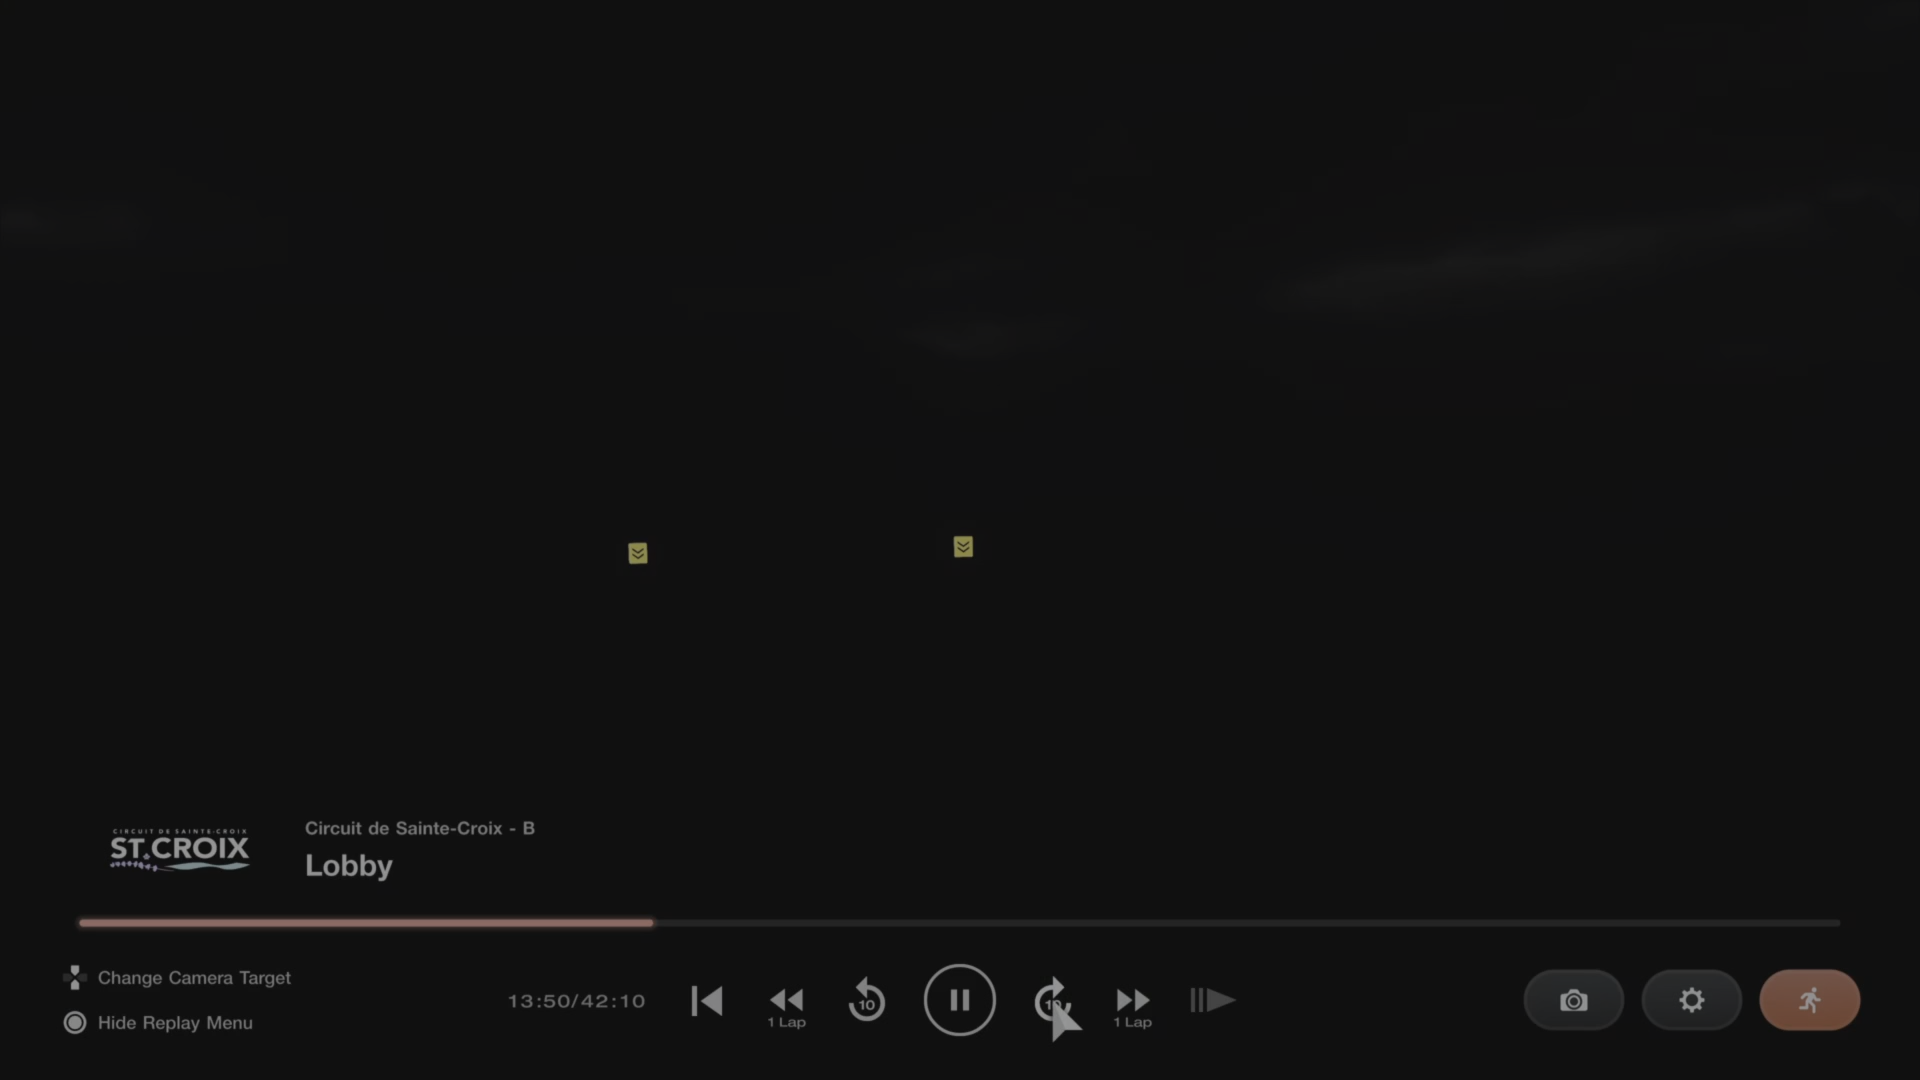 CIRCUIT DE SAINTE-CROIX
ST.CROIX
Circuit de Sainte-Croix - B
Lobby
Change Camera Target
Hide Replay Menu
13:50/42:10
1 Lap
10
10
1 Lap